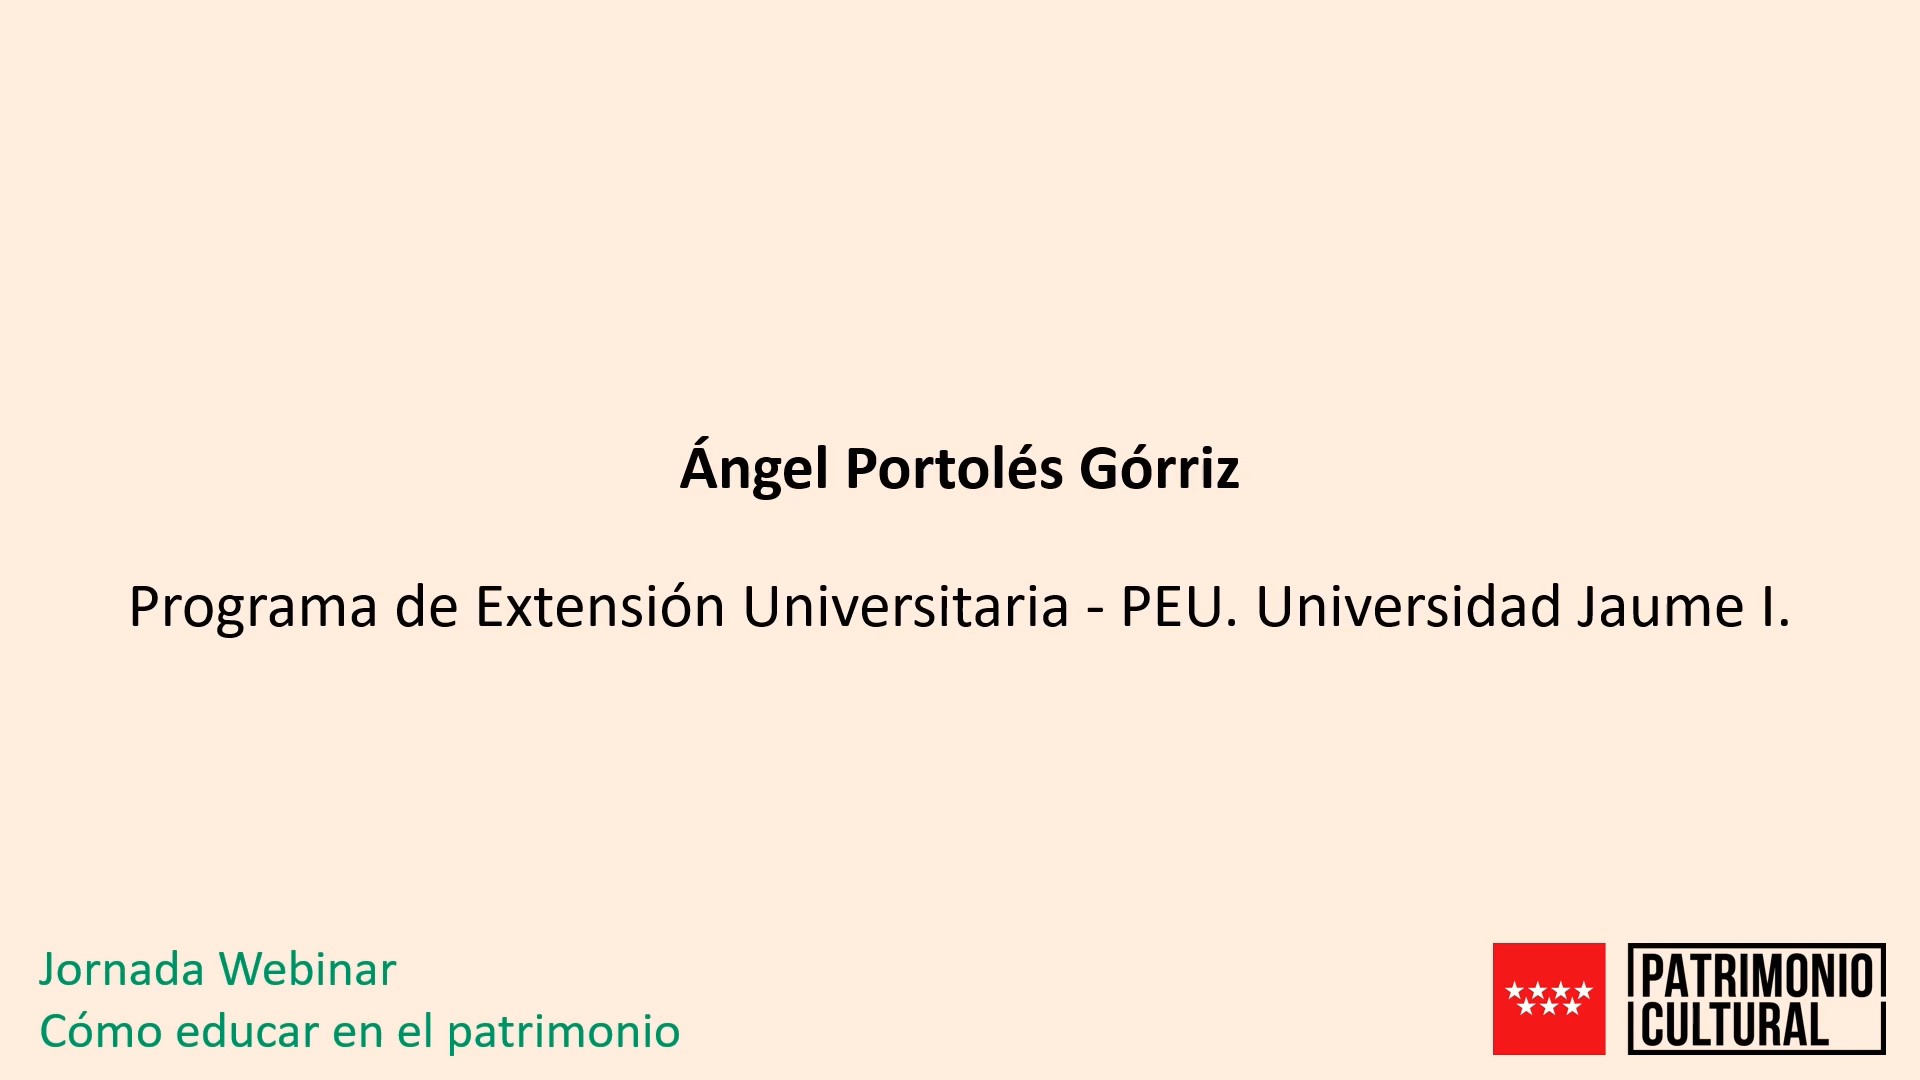 Ángel Portolés Górriz
Programa de Extensión Universitaria - PEU. Universidad Jaume I.
Jornada Webinar
Cómo educar en el patrimonio
PATRIMONIO
CULTURAL